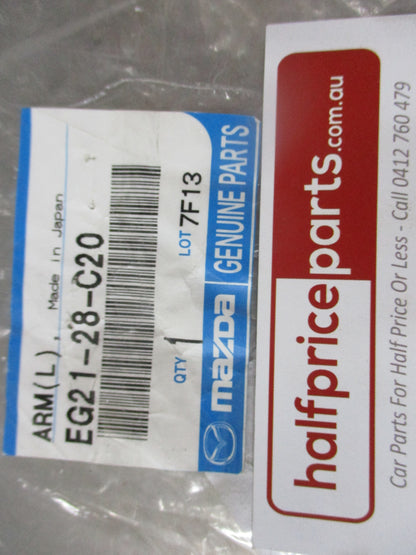 ARM(L), Made in Japan
EG21-28-C20
QTY 1 LOT 7F13
mazda GENUINE PARTS
halfpriceparts.com.au
Car Parts For Half Price Or Less - Call 0412 760 479